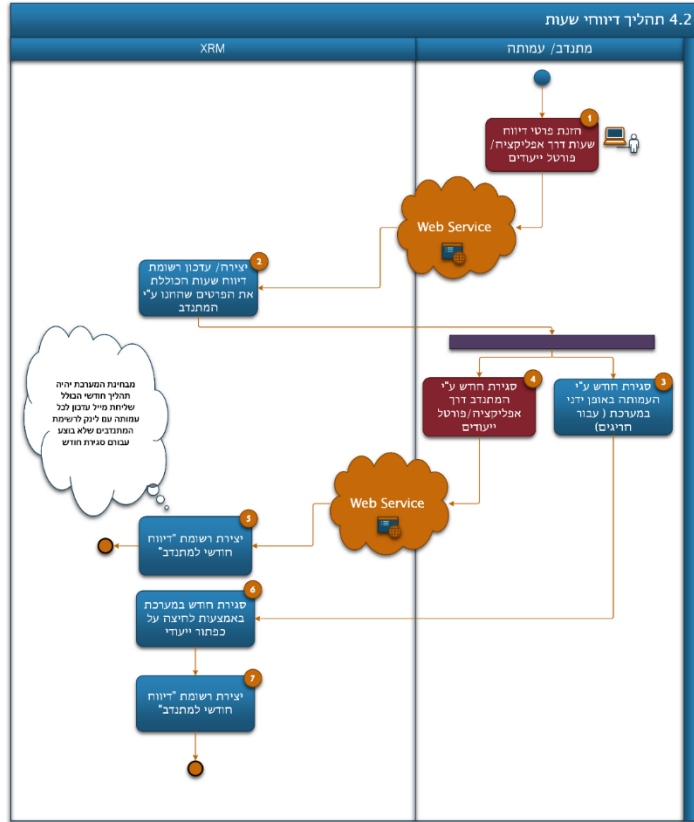 4.2 תהליך דיווחי שעות
מתנדב/ עמותה
XRM
1
הזנת פרטי דיווח
שעות דרך אפליקציה/
פורטל ייעודים
Web Service
2
יצירה/ עדכון רשומת
דיווח שעות הכוללת
את הפרטים שהוזנו ע"י
המתנדב
3
סגירת חודש ע"י
העמותה באופן ידני
במערכת ( עבור
חריגים)
4
סגירת חודש ע"י
המתנדב דרך
אפליקציה/פורטל
ייעודים
מבחינת המערכת יהיה
תהליך חודשי הכולל
שליחת מייל עדכון לכל
עמותה עם לינק לרשימת
המתנדבים שלא בוצע
עבורם סגירת חודש
Web Service
5
יצירת רשומת "דיווח
חודשי למתנדב"
6
סגירת חודש במערכת
באמצעות לחיצה על
כפתור ייעודי
7
יצירת רשומת "דיווח
חודשי למתנדב"